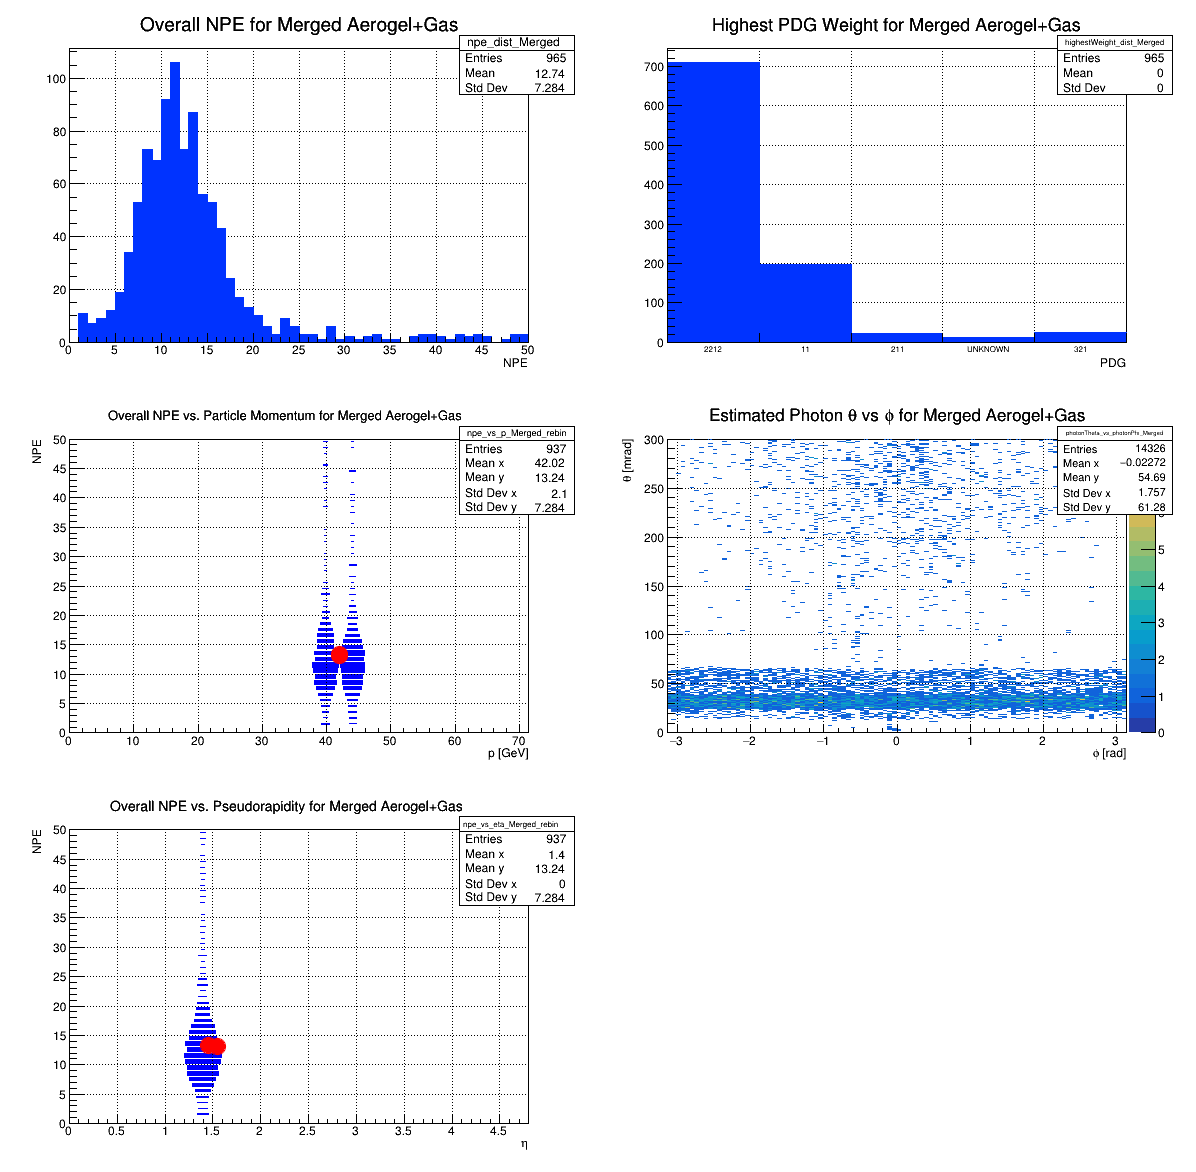 Overall NPE for Merged Aerogel+Gas
npe_dist_Merged
Entries 965
Mean 12.74
Std Dev 7.284
100
80
60
40
20
0
0 5 10 15 20 25 30 35 40 45 50
NPE
Highest PDG Weight for Merged Aerogel+Gas
highestWeight_dist_Merged
Entries 965
Mean 0
Std Dev 0
700
600
500
400
300
200
100
0
2212 11 211 UNKNOWN 321
PDG
Overall NPE vs. Particle Momentum for Merged Aerogel+Gas
npe_vs_p_Merged_rebin
Entries 937
Mean x 42.02
Mean y 13.24
Std Dev x 2.1
Std Dev y 7.284
NPE
50
45
40
35
30
25
20
15
10
5
0
0 10 20 30 40 50 60 70
p [GeV]
Estimated Photon θ vs ϕ for Merged Aerogel+Gas
photonTheta_vs_photonPhi_Merged
Entries 14326
Mean x −0.02272
Mean y 54.69
Std Dev x 1.757
Std Dev y 61.28
θ [mrad]
300
250
200
150
100
50
0
−3 −2 −1 0 1 2 3
ϕ [rad]
5
4
3
2
1
0
Overall NPE vs. Pseudorapidity for Merged Aerogel+Gas
npe_vs_eta_Merged_rebin
Entries 937
Mean x 1.4
Mean y 13.24
Std Dev x 0
Std Dev y 7.284
NPE
50
45
40
35
30
25
20
15
10
5
0
0 0.5 1 1.5 2 2.5 3 3.5 4 4.5
η